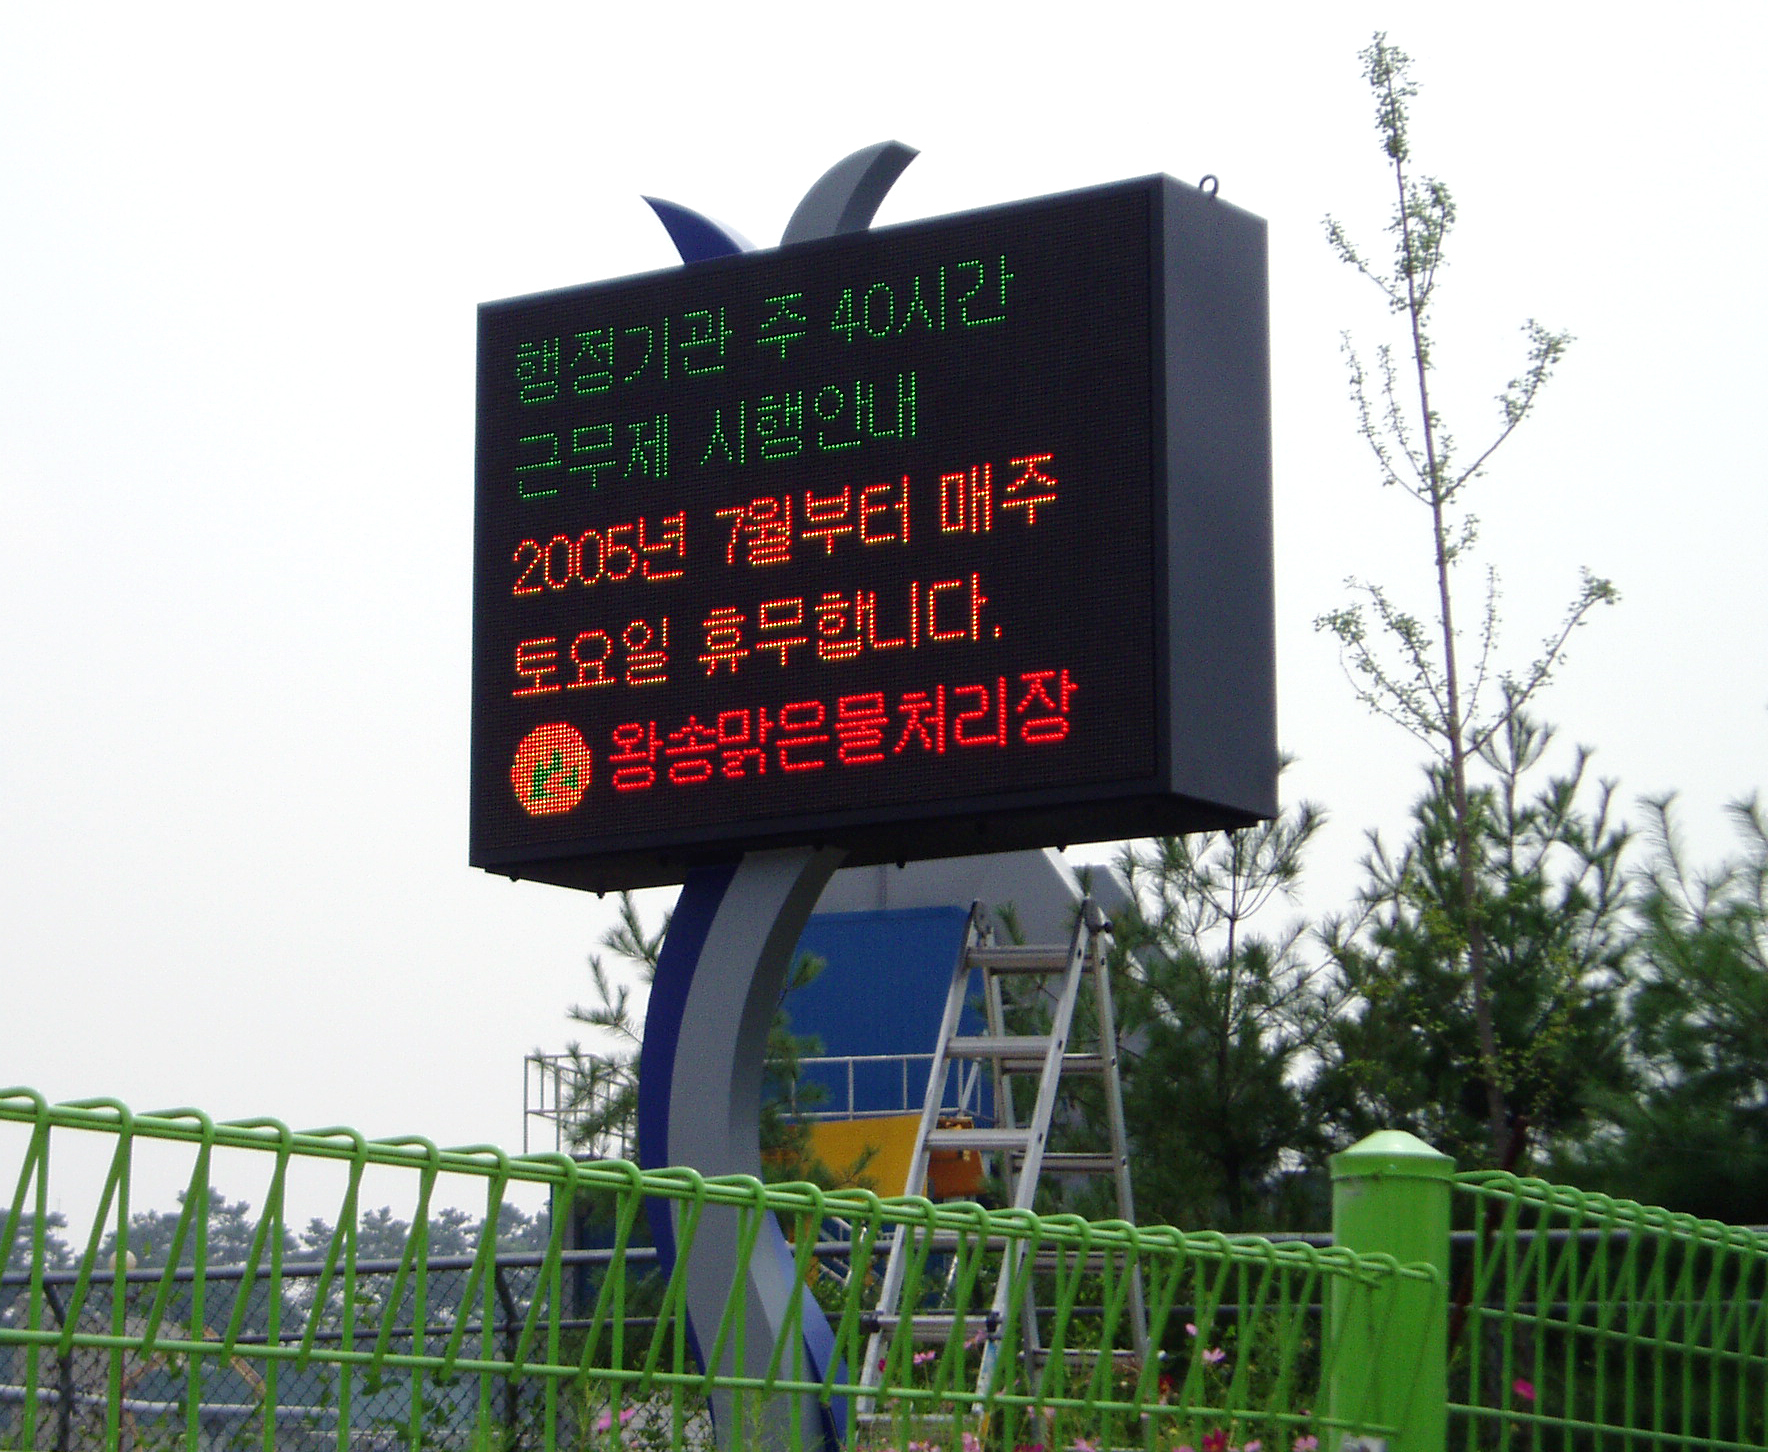 행정기관 주 40시간
근무제 시행안내
2005년 7월부터 매주
토요일 휴무합니다.
왕송맑은물처리장